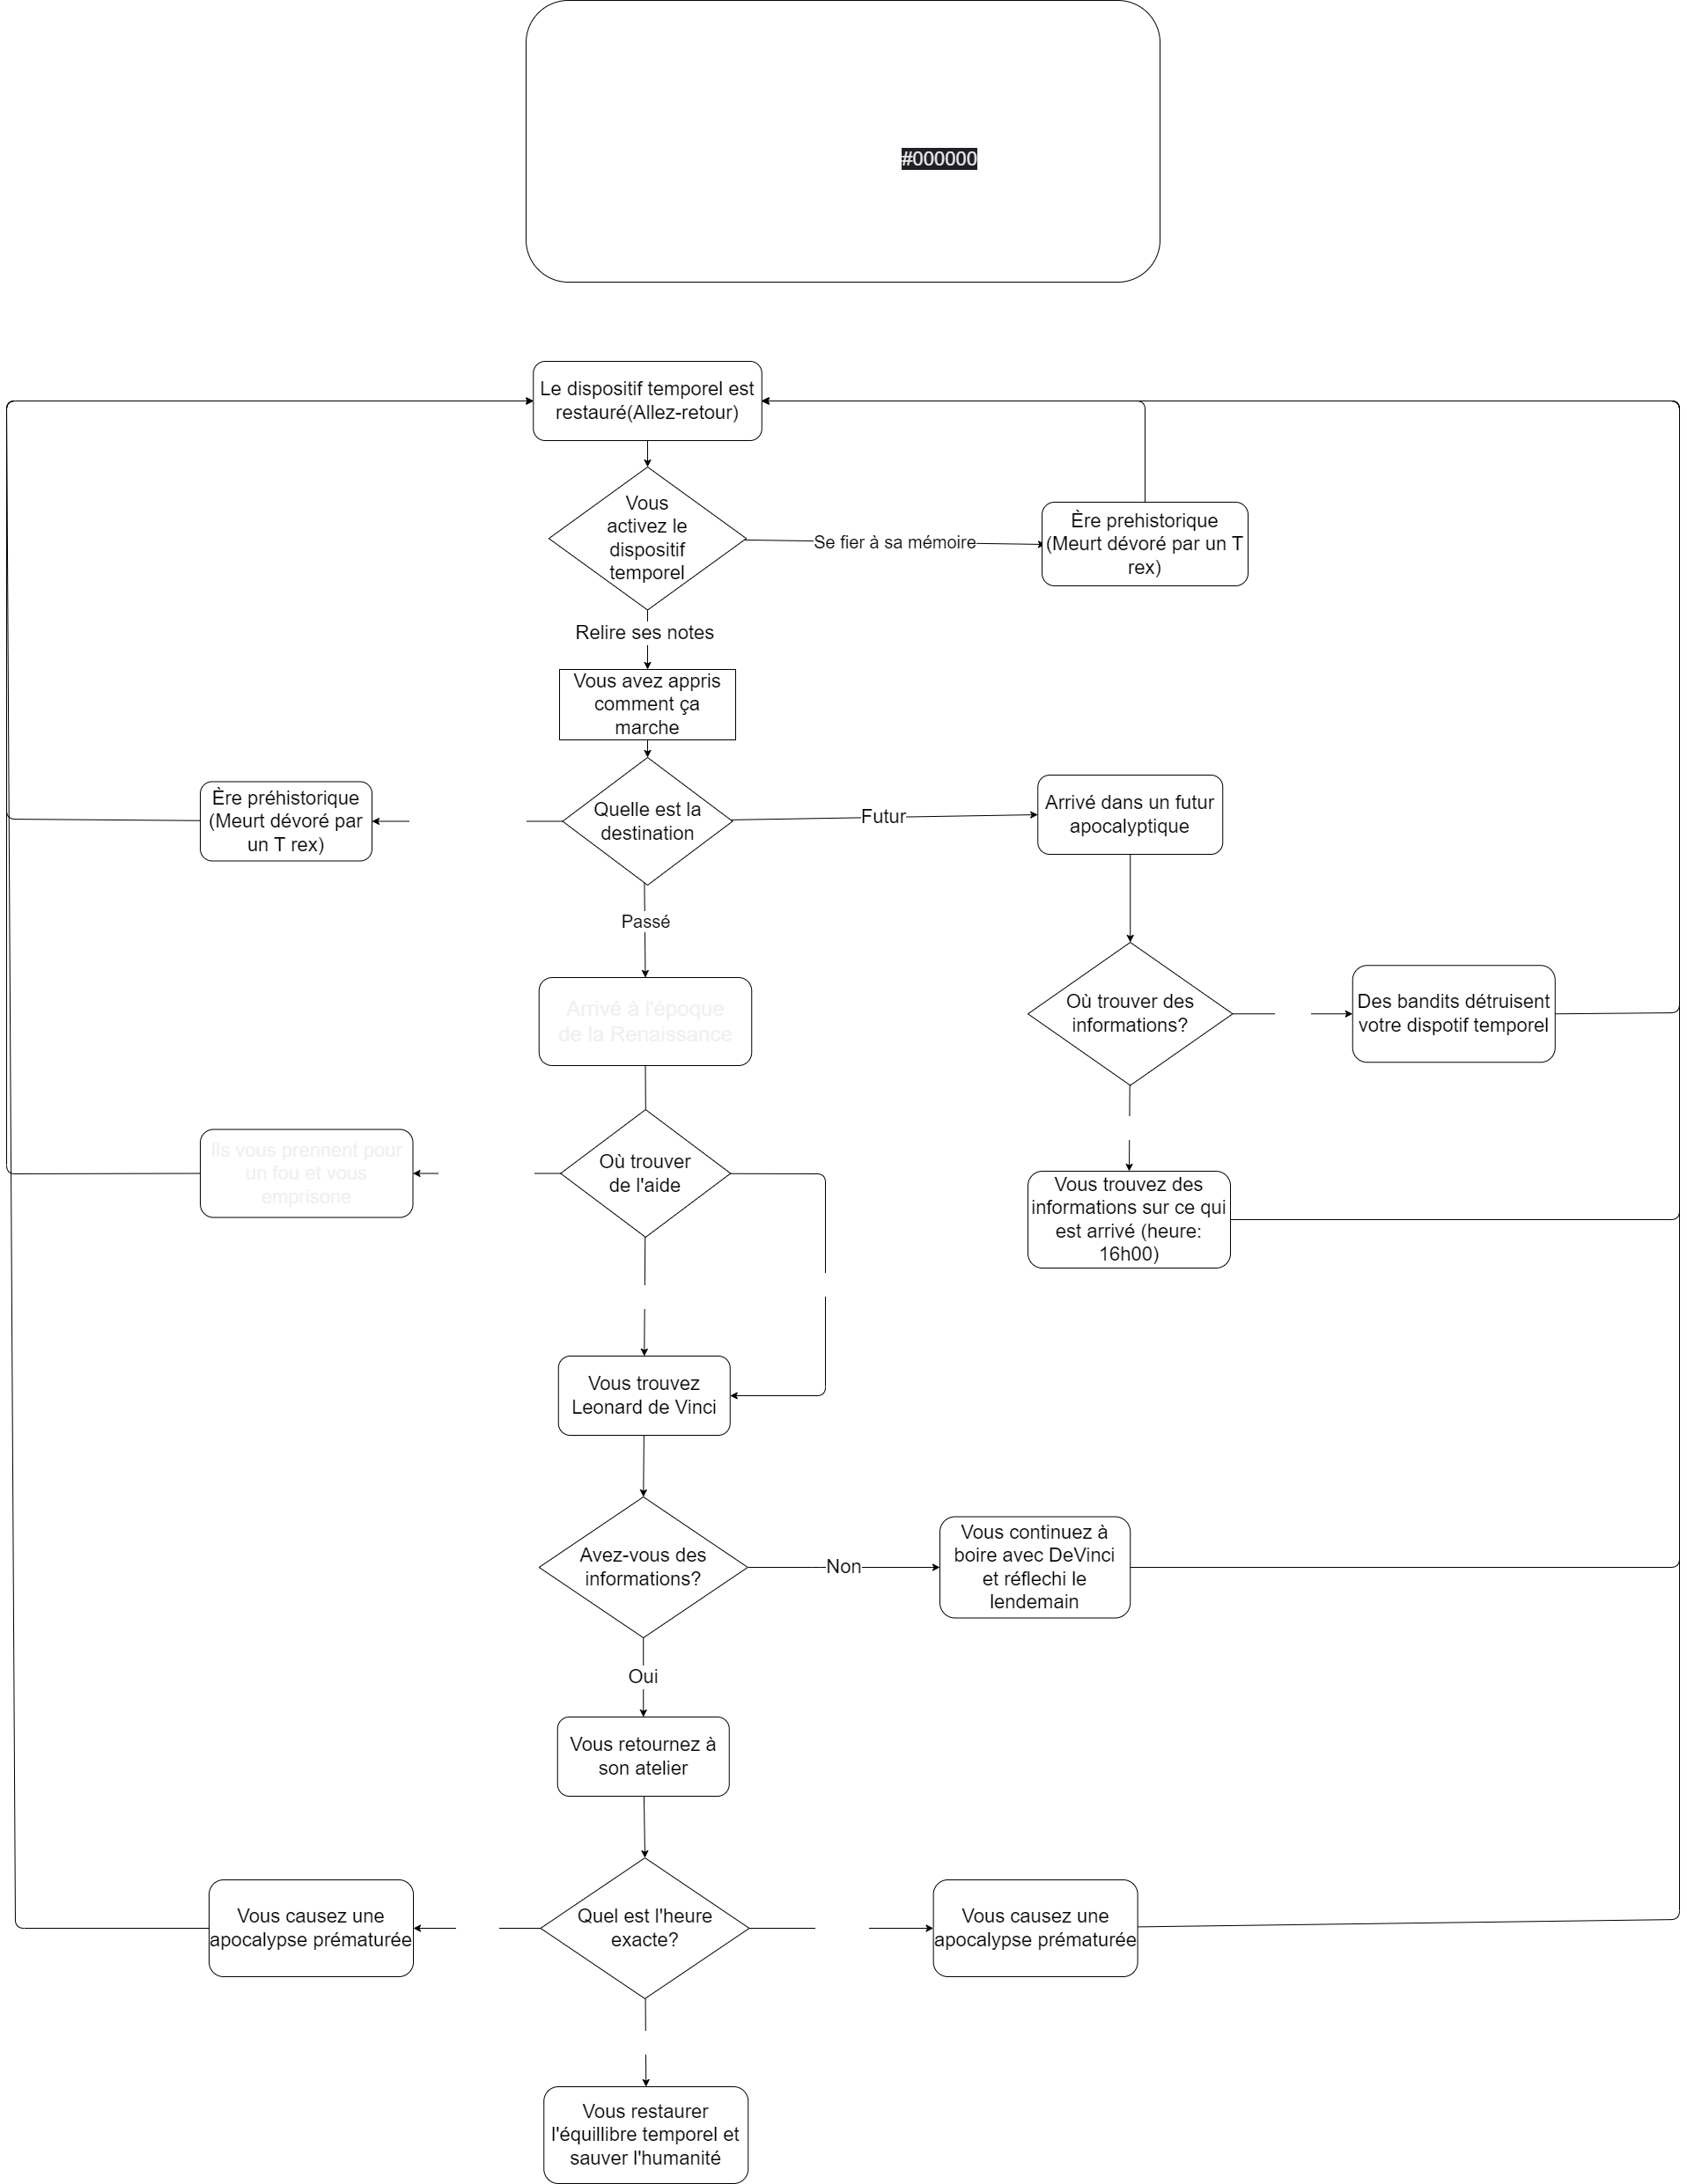 #000000
Le dispositif temporel est
restauré(Allez-retour)
Vous
activez le
dispositif
temporel
Se fier à sa mémoire
Ère prehistorique
(Meurt dévoré par un T
rex)
Relire ses notes
Vous avez appris
comment ça
marche
Ère préhistorique
(Meurt dévoré par
un T rex)
Quelle est la
destination
Futur
Arrivé dans un futur
apocalyptique
Passé
Arrivé à l'époque
de la Renaissance
Où trouver des
informations?
Des bandits détruisent
votre dispotif temporel
Ils vous prennent pour
un fou et vous
emprisone
Où trouver
de l'aide
Vous trouvez des
informations sur ce qui
est arrivé (heure:
16h00)
Vous trouvez
Leonard de Vinci
Avez-vous des
informations?
Non
Vous continuez à
boire avec DeVinci
et réflechi le
lendemain
Oui
Vous retournez à
son atelier
Vous causez une
apocalypse prématurée
Quel est l'heure
exacte?
Vous causez une
apocalypse prématurée
Vous restaurer
l'équillibre temporel et
sauver l'humanité